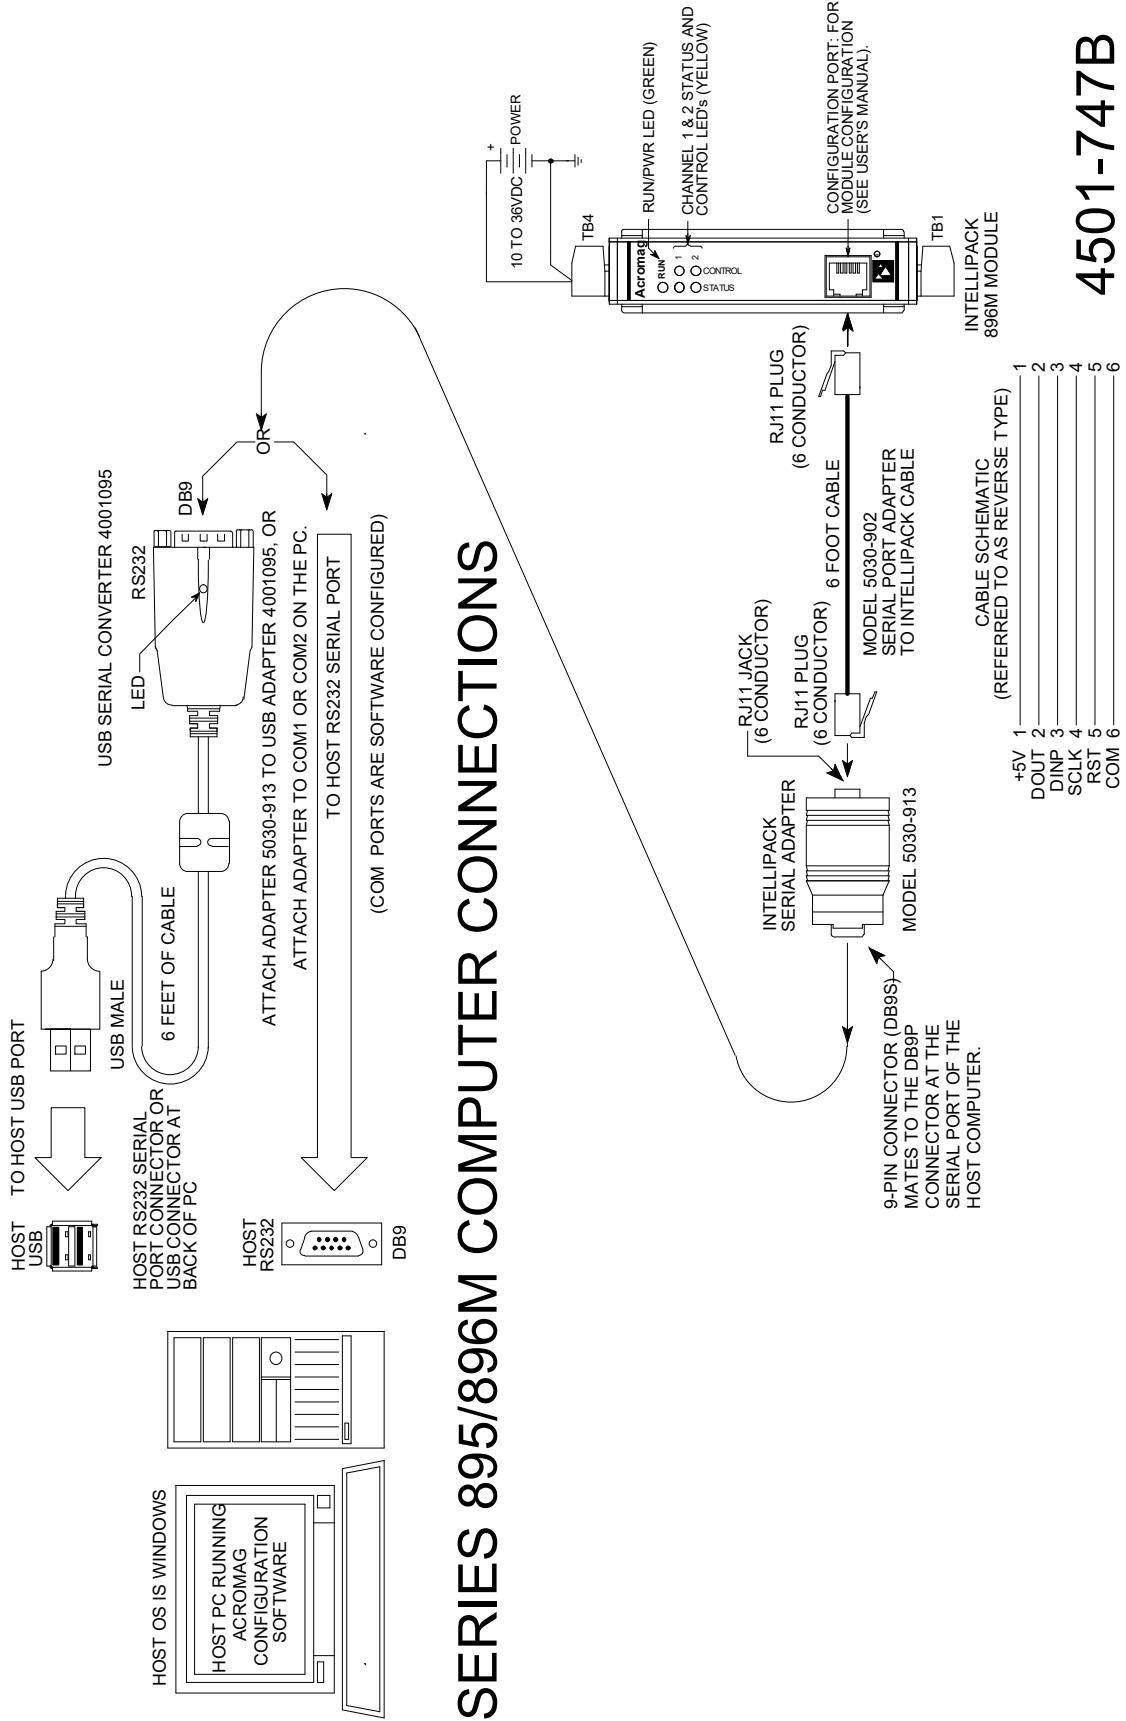 HOST OS IS WINDOWS
HOST PC RUNNING
ACROMAG
CONFIGURATION
SOFTWARE
HOST
USB
TO HOST USB PORT
HOST RS232 SERIAL
PORT CONNECTOR OR
USB CONNECTOR AT
BACK OF PC
HOST
RS232
DB9
USB MALE
6 FEET OF CABLE
USB SERIAL CONVERTER 4001095
LED
RS232
DB9
OR
ATTACH ADAPTER 5030-913 TO USB ADAPTER 4001095, OR
ATTACH ADAPTER TO COM1 OR COM2 ON THE PC.
TO HOST RS232 SERIAL PORT
(COM PORTS ARE SOFTWARE CONFIGURED)
SERIES 895/896M COMPUTER CONNECTIONS
+
10 TO 36VDC
POWER
TB4
RUN/PWR LED (GREEN)
CHANNEL 1 & 2 STATUS AND
CONTROL LED's (YELLOW)
CONFIGURATION PORT: FOR
MODULE CONFIGURATION
(SEE USER'S MANUAL).
Acromag
RUN
1
2
CONTROL
STATUS
TB1
INTELLIPACK
896M MODULE
INTELLIPACK
SERIAL ADAPTER
RJ11 JACK
(6 CONDUCTOR)
RJ11 PLUG
(6 CONDUCTOR)
6 FOOT CABLE
RJ11 PLUG
(6 CONDUCTOR)
MODEL 5030-902
SERIAL PORT ADAPTER
TO INTELLIPACK CABLE
MODEL 5030-913
9-PIN CONNECTOR (DB9S)
MATES TO THE DB9P
CONNECTOR AT THE
SERIAL PORT OF THE
HOST COMPUTER.
CABLE SCHEMATIC
(REFERRED TO AS REVERSE TYPE)
+5V 1 1
DOUT 2 2
DINP 3 3
SCLK 4 4
RST 5 5
COM 6 6
4501-747B